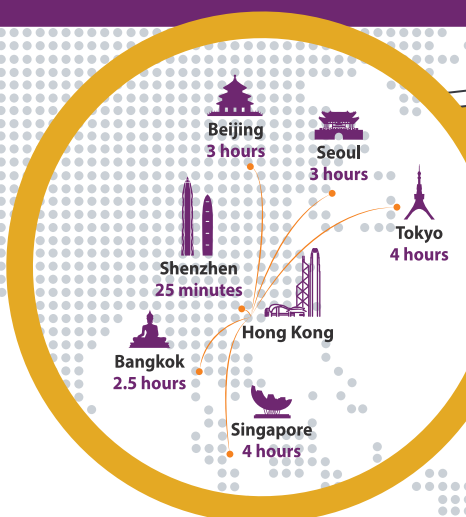 Beijing
3 hours
Seoul
3 hours
Tokyo
4 hours
Shenzhen
25 minutes
Hong Kong
Bangkok
2.5 hours
Singapore
4 hours